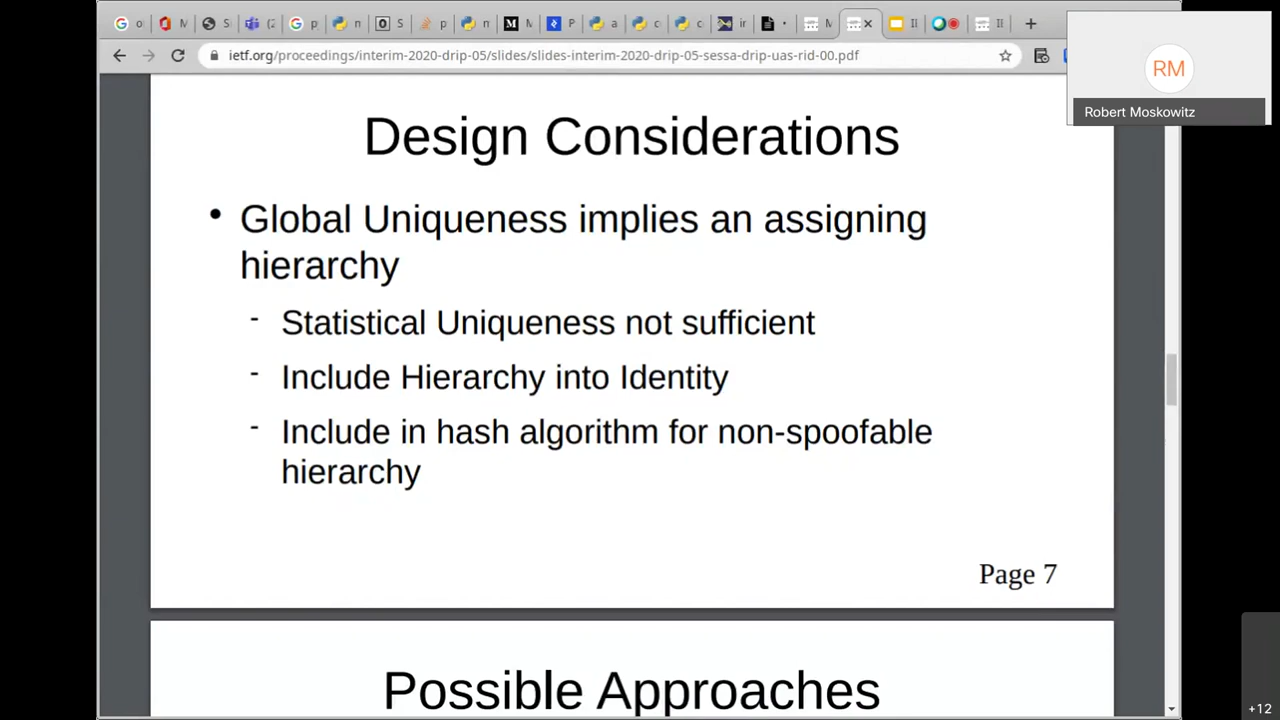 ietf.org/proceedings/interim-2020-drip-05/slides/slides-interim-2020-drip-05-sessa-drip-uas-rid-00.pdf
RM
Robert Moskowitz
Design Considerations
• Global Uniqueness implies an assigning
hierarchy
- Statistical Uniqueness not sufficient
- Include Hierarchy into Identity
- Include in hash algorithm for non-spoofable
hierarchy
Page 7
Possible Approaches
+12